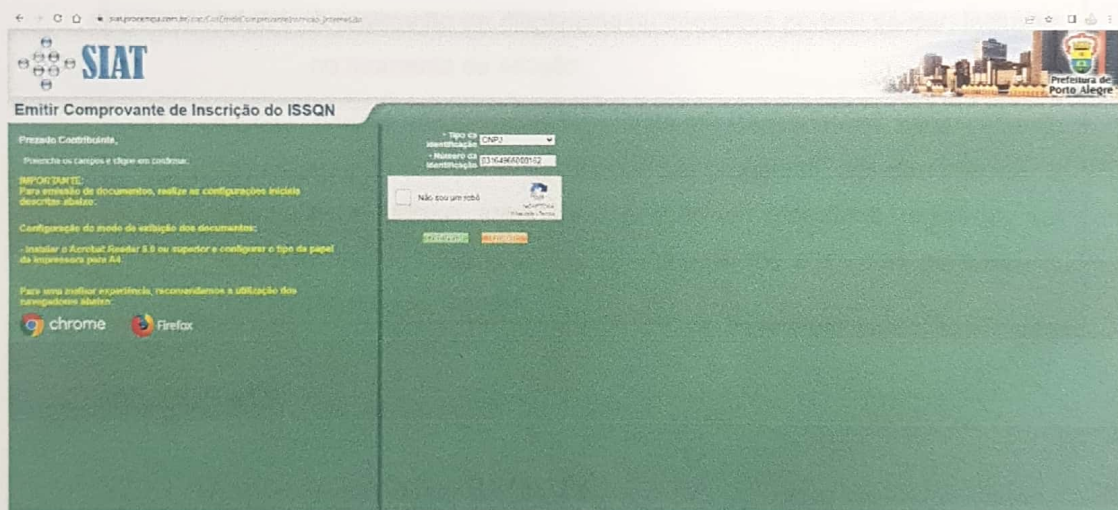 SIAT
Prefeitura de
Porto Alegre
Emitir Comprovante de Inscrição do ISSQN
Prezado Contribuinte,
Preencha os campos e clique em confirmar.
IMPORTANTE:
Para emissão de documentos, realize as configurações iniciais
descritas abaixo:
Configuração do modo de exibição dos documentos:
- Instalar o Acrobat Reader 5.0 ou superior e configurar o tipo de papel
da impressora para A4.
Para uma melhor experiência, recomendamos a utilização dos
navegadores abaixo:
chrome
Firefox
* Tipo da
Identificação
CNPJ
* Número da
Identificação
Não sou um robô
reCAPTCHA